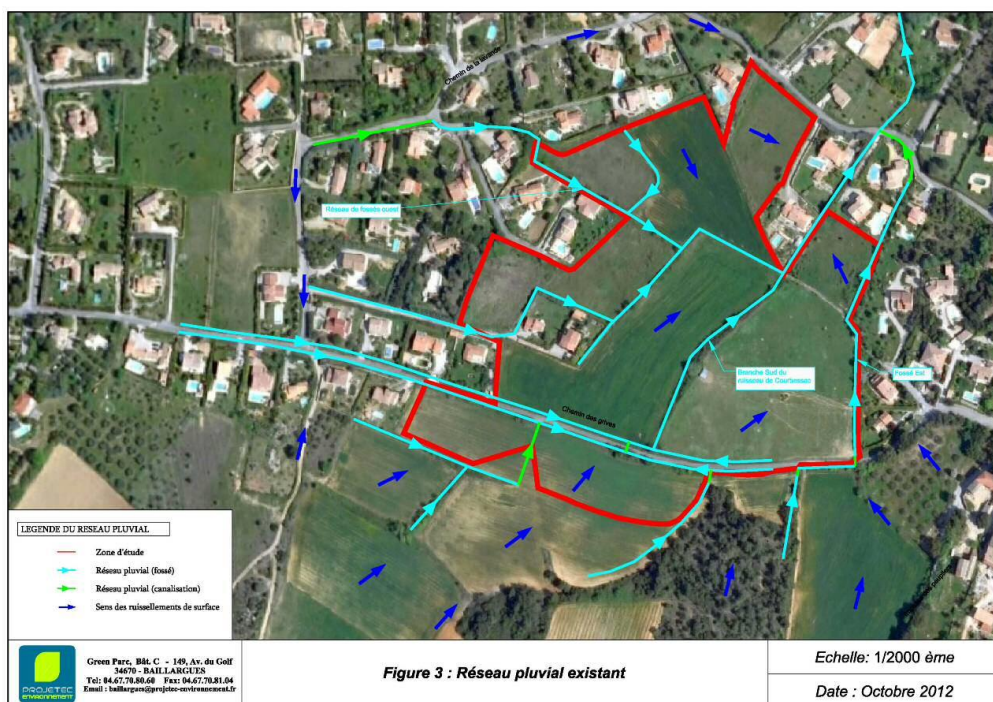 Chemin de la lavande
Réseau de fossés ouest
Branche Sud du
ruisseau de Courbessac
Fossé Est
Chemin des grives
LEGENDE DU RESEAU PLUVIAL
Zone d'étude
Réseau pluvial (fossé)
Réseau pluvial (canalisation)
Sens des ruissellements de surface
PROJETEC
ENVIRONNEMENT
Green Parc, Bât. C - 149, Av. du Golf
34670 - BAILLARGUES
Tel: 04.67.70.80.60 Fax: 04.67.70.81.04
Email : baillargues@projetec-environnement.fr
Figure 3 : Réseau pluvial existant
Echelle: 1/2000 ème
Date : Octobre 2012